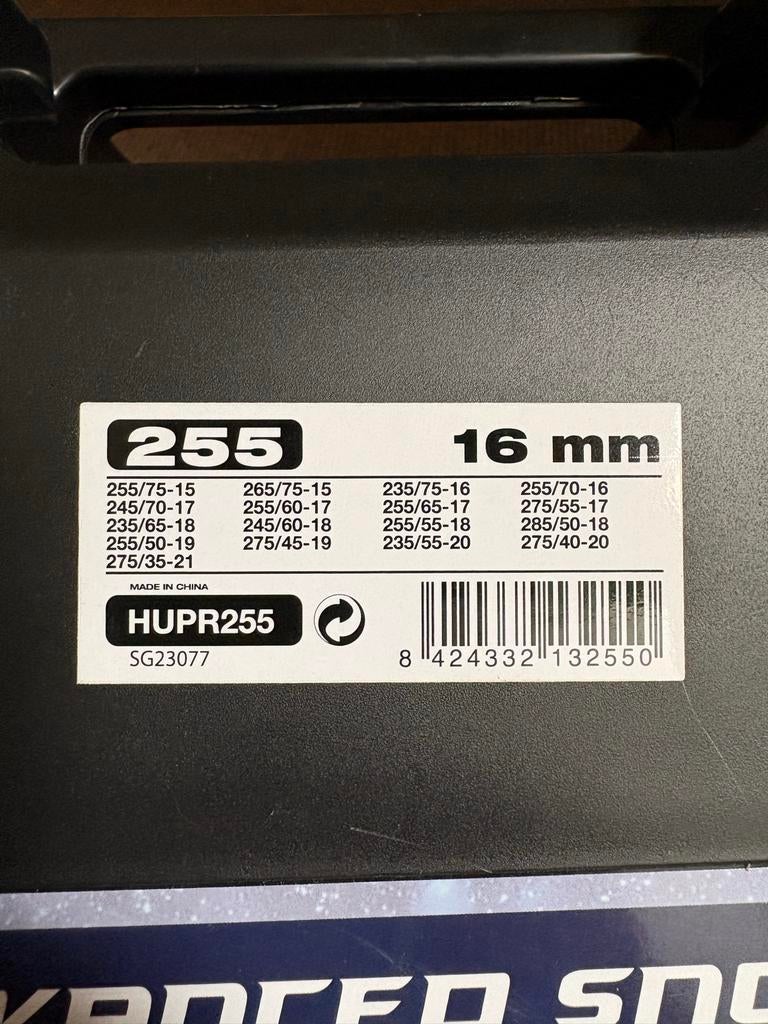 255 16 mm
255/75-15 265/75-15 235/75-16 255/70-16
245/70-17 255/60-17 255/65-17 275/55-17
235/65-18 245/60-18 255/55-18 285/50-18
255/50-19 275/45-19 235/55-20 275/40-20
275/35-21
MADE IN CHINA
HUPR255
SG23077
8 424332 132550